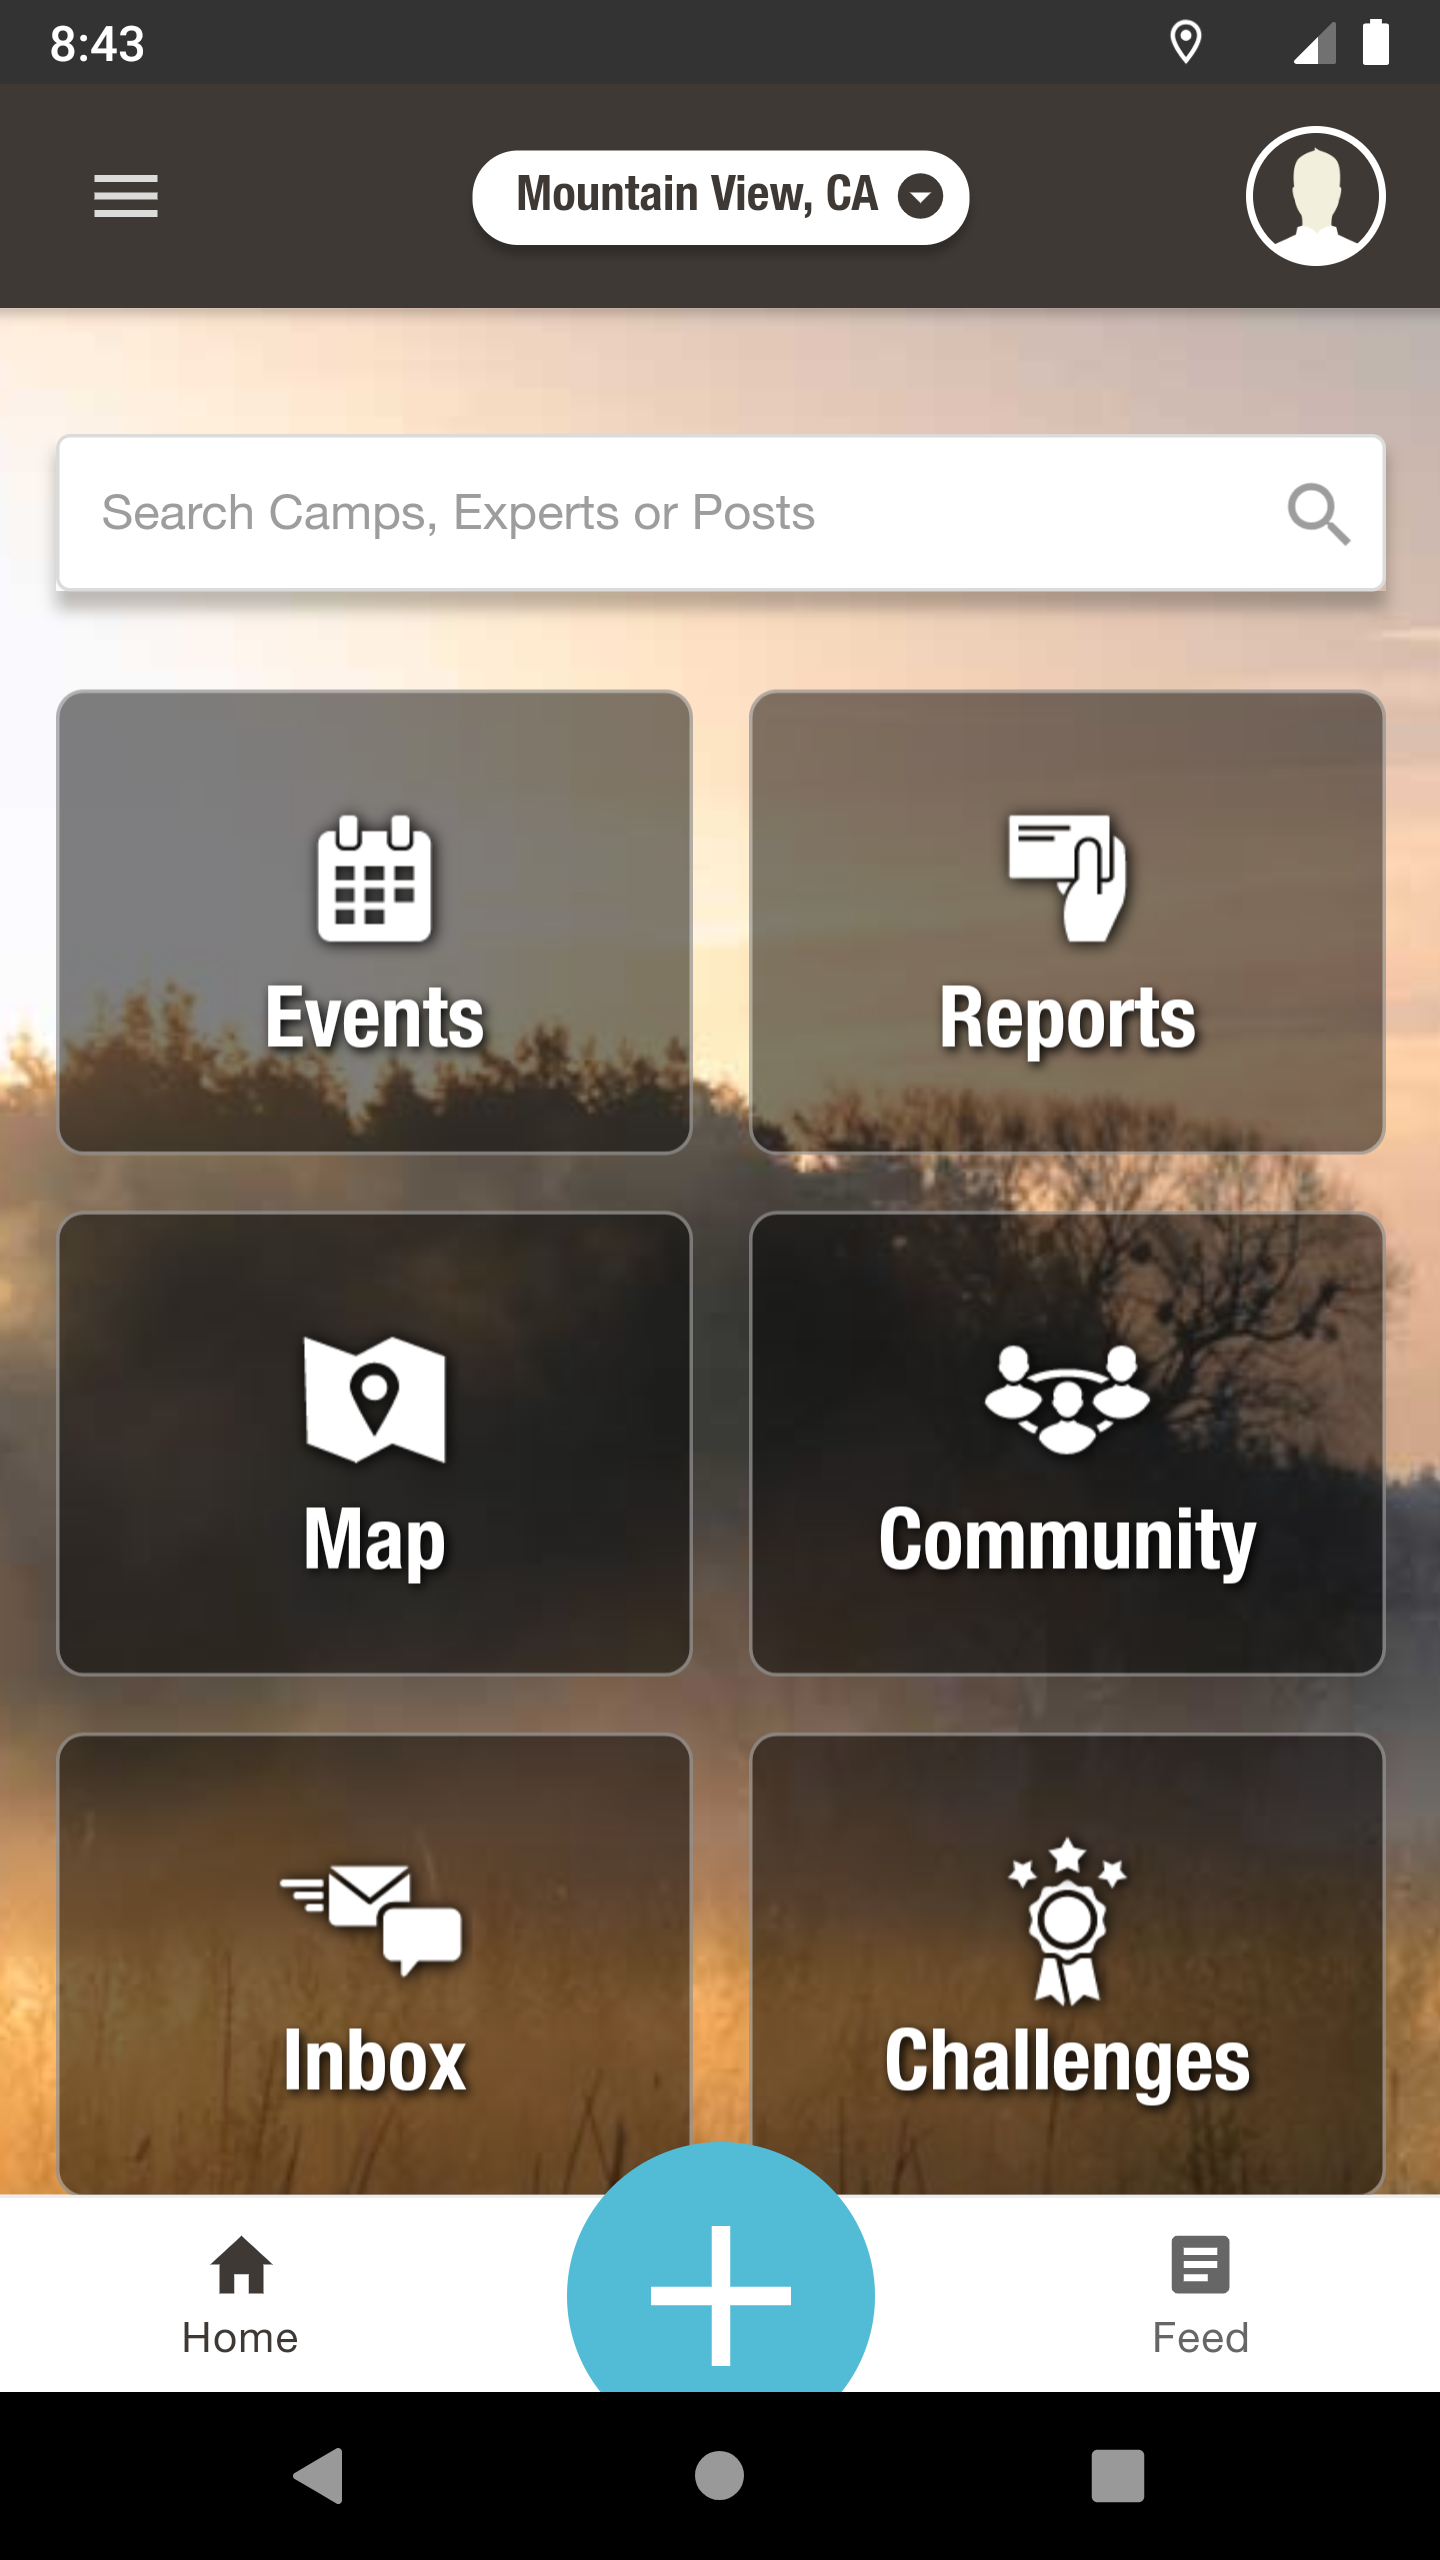 8:43
Mountain View, CA
Search Camps, Experts or Posts
Events
Reports
Map
Community
Inbox
Challenges
Home
Feed